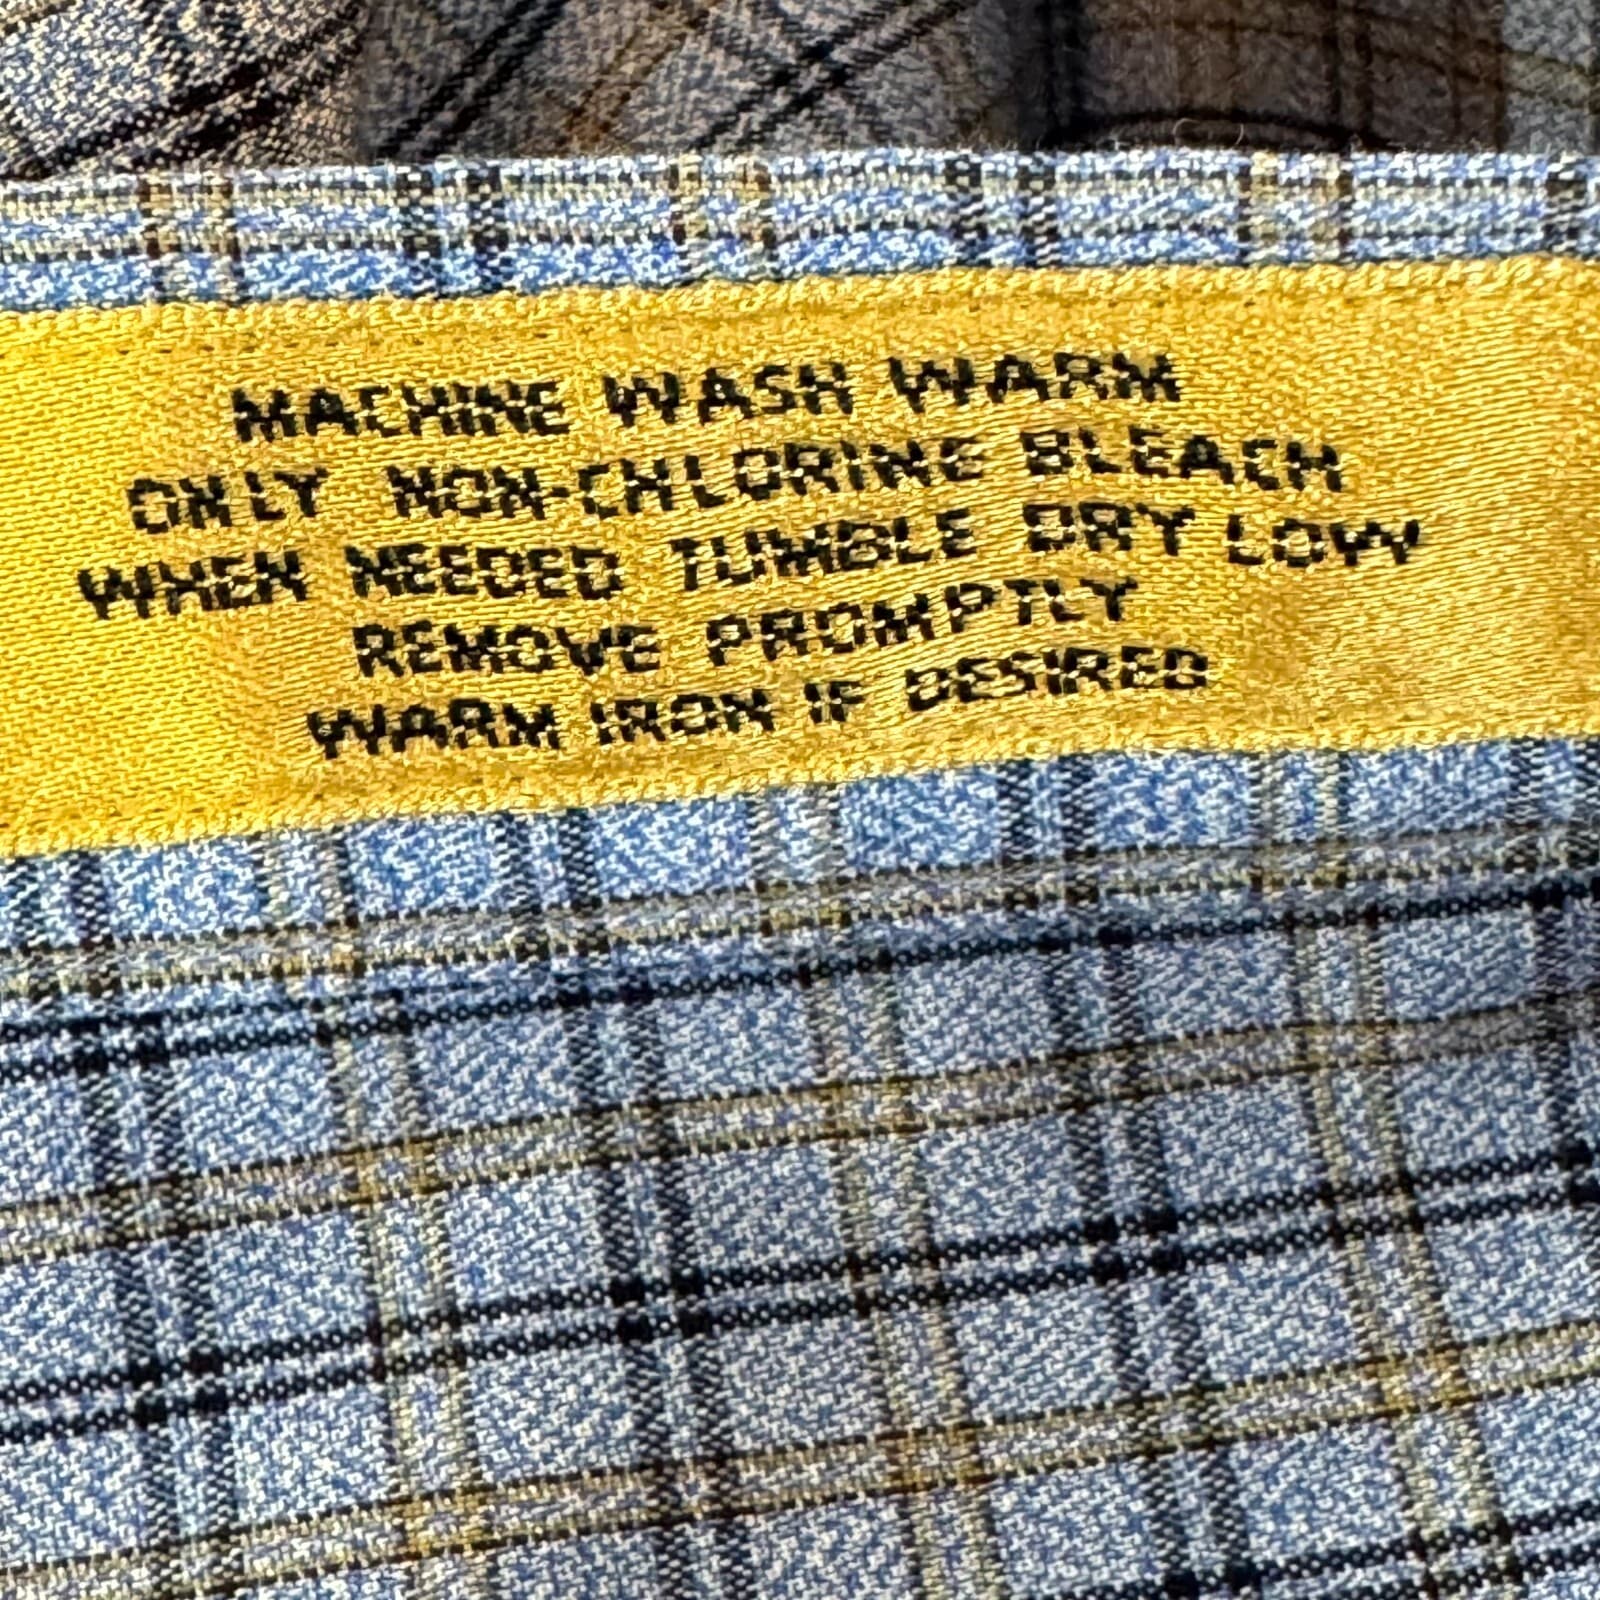 MACHINE WASH WARM
ONLY NON-CHLORINE BLEACH
WHEN NEEDED TUMBLE DRY LOW
REMOVE PROMPTLY
WARM IRON IF DESIRED